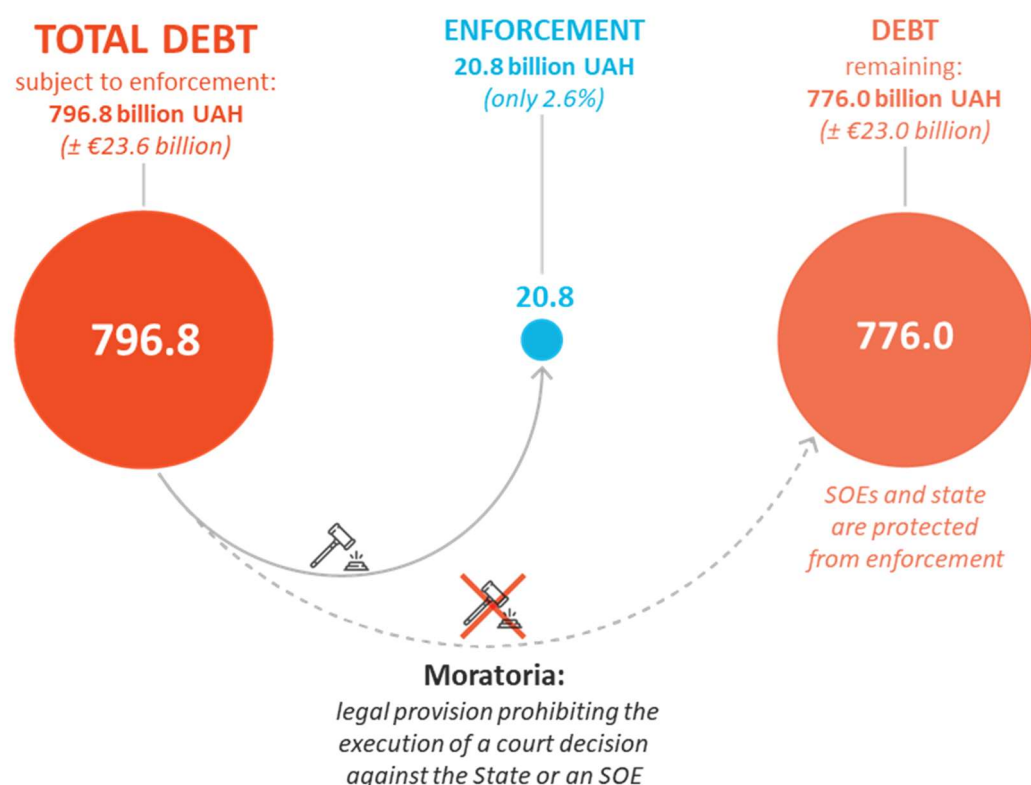 TOTAL DEBT
subject to enforcement:
796.8 billion UAH
(± €23.6 billion)
ENFORCEMENT
20.8 billion UAH
(only 2.6%)
DEBT
remaining:
776.0 billion UAH
(± €23.0 billion)
796.8
20.8
776.0
SOEs and state
are protected
from enforcement
Moratoria:
legal provision prohibiting the
execution of a court decision
against the State or an SOE